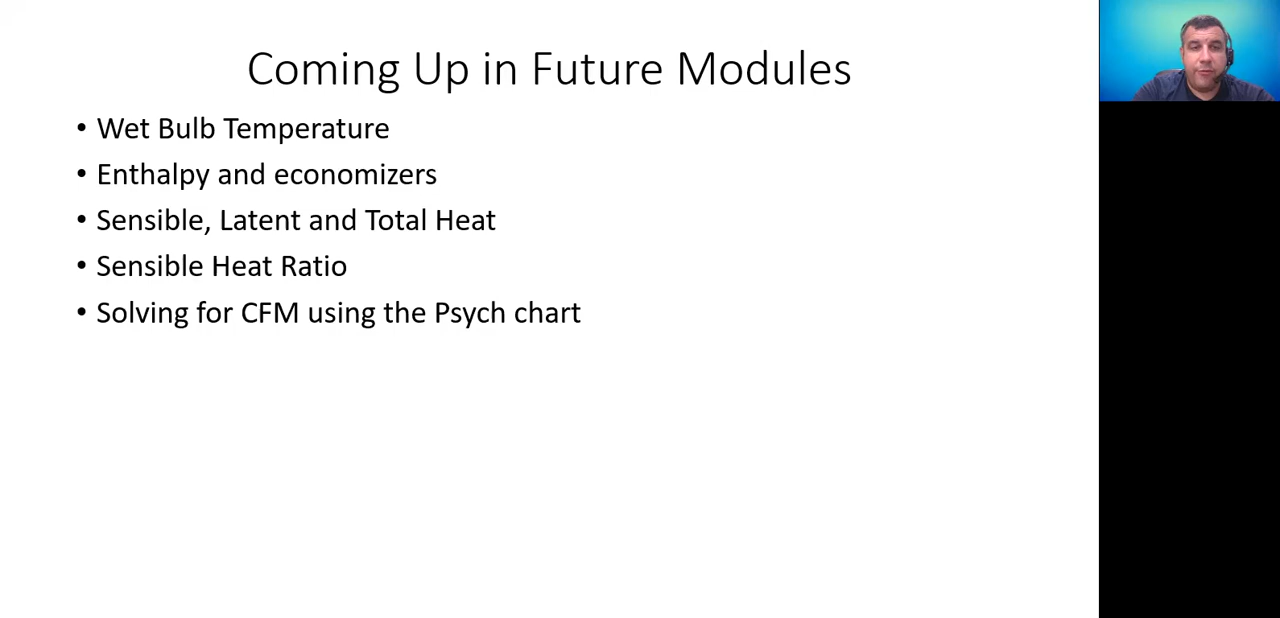 Coming Up in Future Modules
• Wet Bulb Temperature
• Enthalpy and economizers
• Sensible, Latent and Total Heat
• Sensible Heat Ratio
• Solving for CFM using the Psych chart